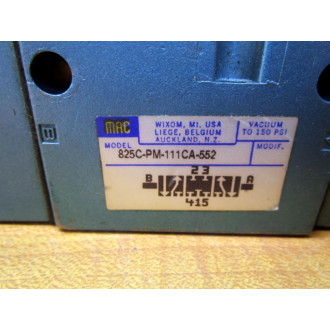 MAC
WIXOM, MI. USA
LIEGE, BELGIUM
AUCKLAND, N.Z.
VACUUM
TO 150 PSI
MODEL
825C-PM-111CA-552
MODIF.
2 3
B A
4 1 5